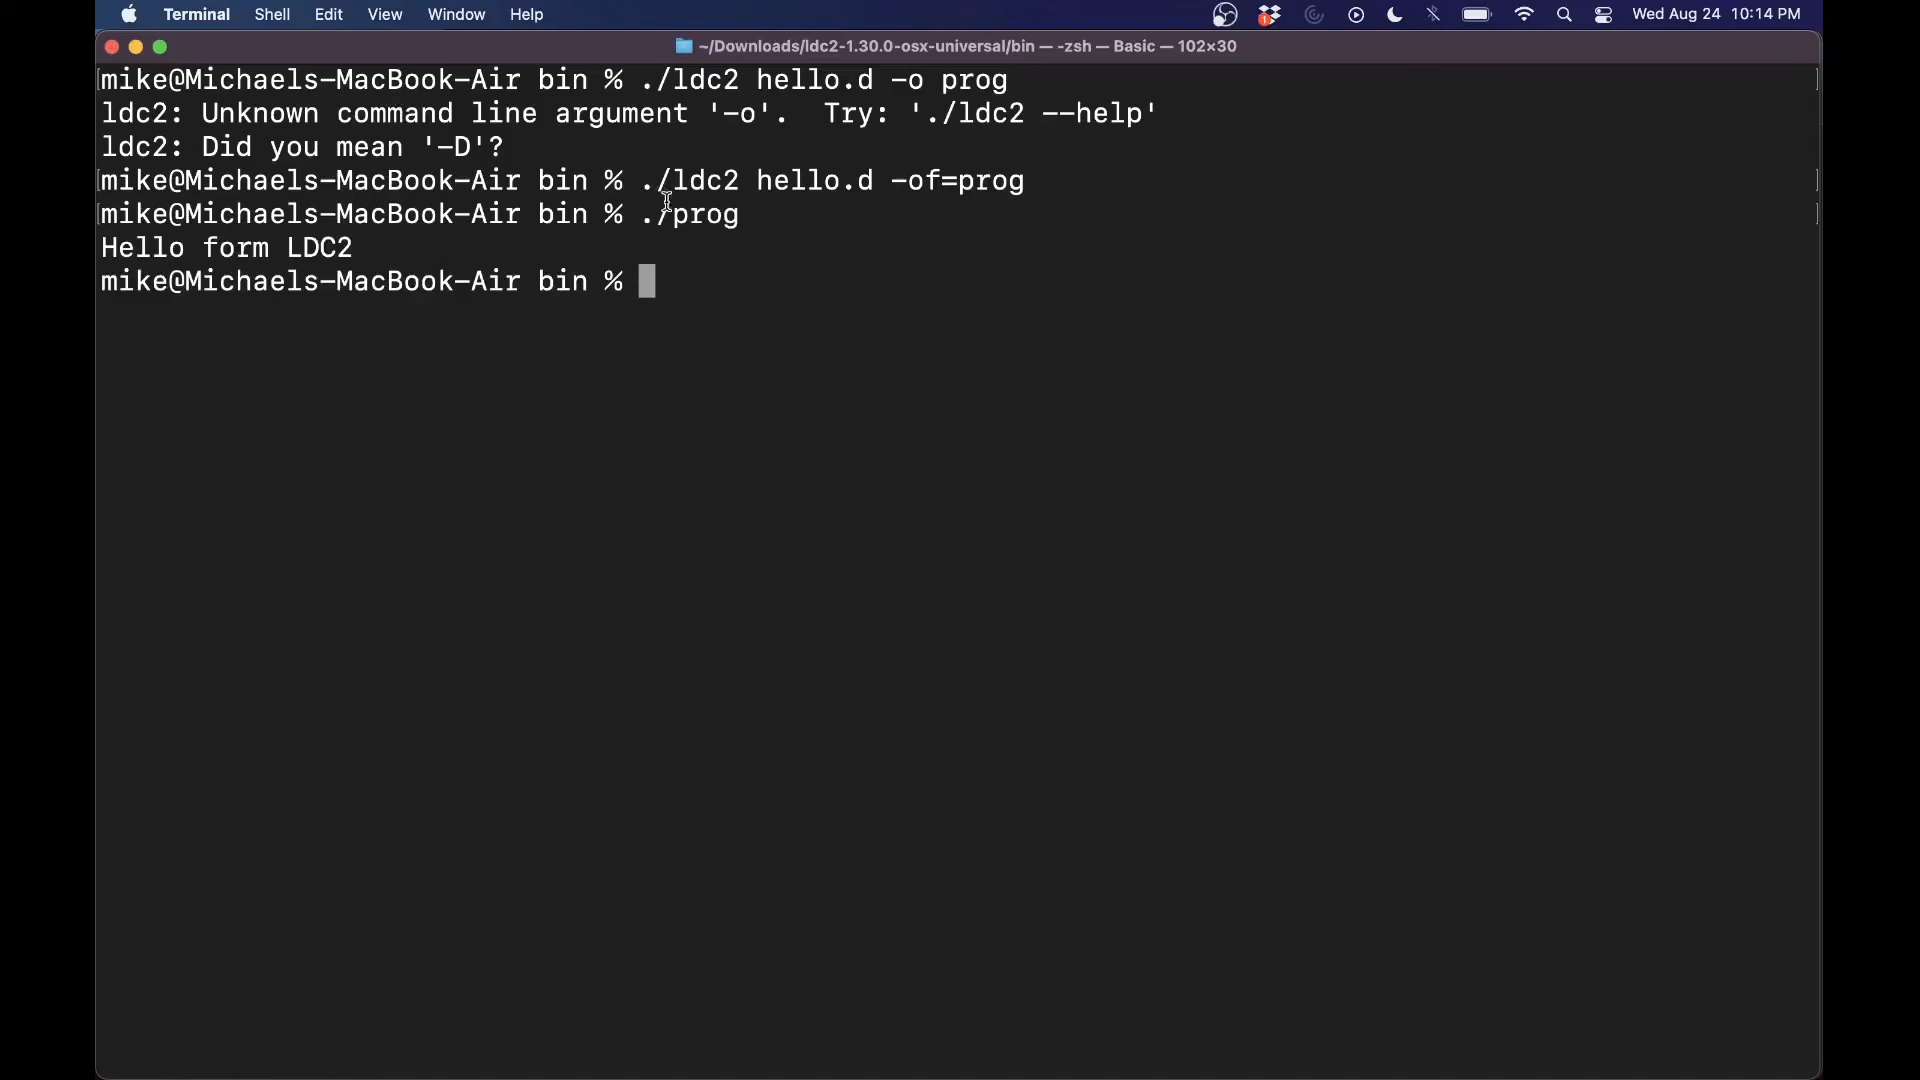 Terminal Shell Edit View Window Help Wed Aug 24 10:14 PM
~/Downloads/ldc2-1.30.0-osx-universal/bin — -zsh — Basic — 102×30
mike@Michaels-MacBook-Air bin % ./ldc2 hello.d -o prog
ldc2: Unknown command line argument '-o'.  Try: './ldc2 --help'
ldc2: Did you mean '-D'?
mike@Michaels-MacBook-Air bin % ./ldc2 hello.d -of=prog
mike@Michaels-MacBook-Air bin % ./prog
Hello form LDC2
mike@Michaels-MacBook-Air bin %